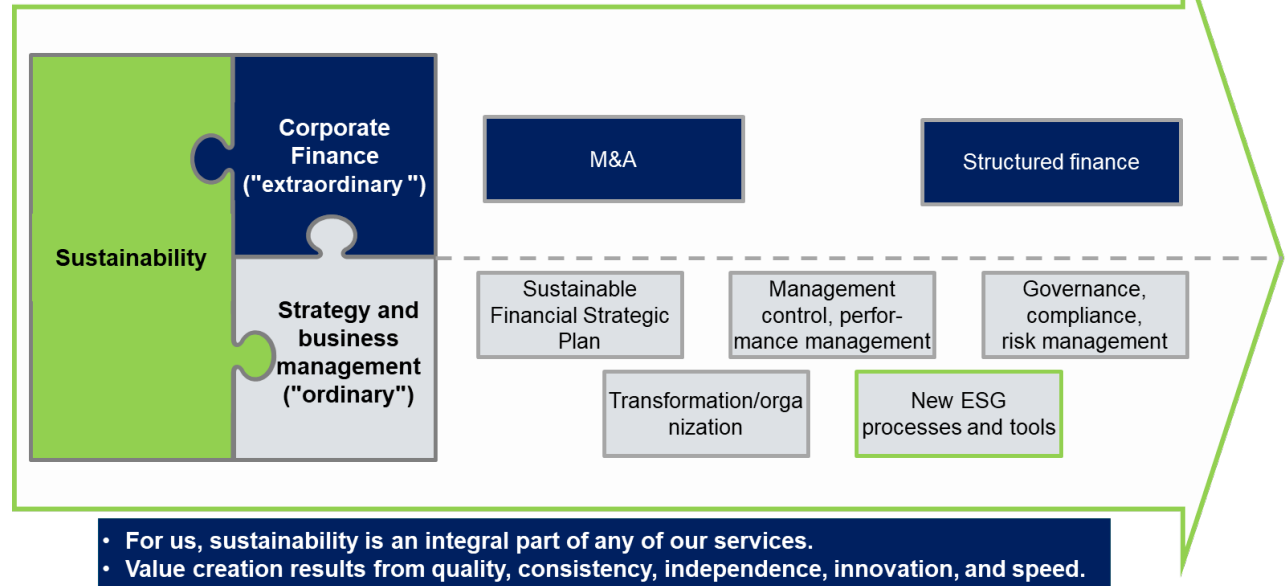 Sustainability
Corporate
Finance
("extraordinary ")
Strategy and
business
management
("ordinary")
M&A
Structured finance
Sustainable
Financial Strategic
Plan
Management
control, perfor-
mance management
Governance,
compliance,
risk management
Transformation/orga
nization
New ESG
processes and tools
• For us, sustainability is an integral part of any of our services.
• Value creation results from quality, consistency, independence, innovation, and speed.